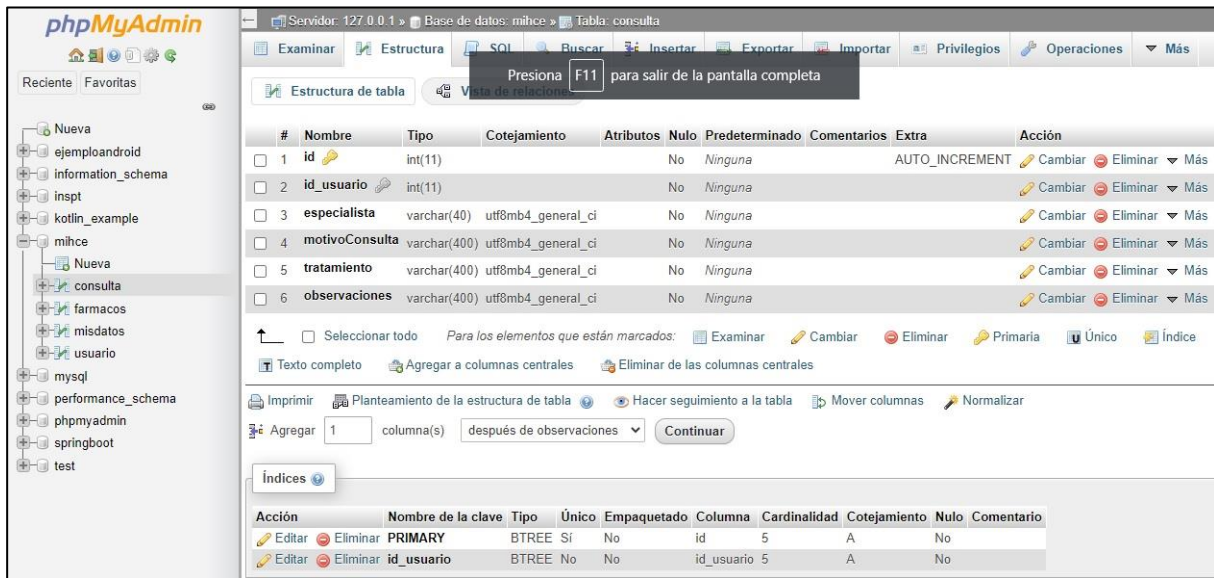 phpMyAdmin
Reciente Favoritas
Nueva
ejemploandroid
information_schema
inspt
kotlin_example
mihce
Nueva
consulta
farmacos
misdatos
usuario
mysql
performance_schema
phpmyadmin
springboot
test
Servidor: 127.0.0.1 » Base de datos: mihce » Tabla: consulta
Examinar Estructura SQL Buscar Insertar Exportar Importar Privilegios Operaciones Más
Presiona F11 para salir de la pantalla completa
Estructura de tabla Vista de relaciones
# Nombre Tipo Cotejamiento Atributos Nulo Predeterminado Comentarios Extra Acción
1 id int(11) No Ninguna AUTO_INCREMENT Cambiar Eliminar Más
2 id_usuario int(11) No Ninguna Cambiar Eliminar Más
3 especialista varchar(40) utf8mb4_general_ci No Ninguna Cambiar Eliminar Más
4 motivoConsulta varchar(400) utf8mb4_general_ci No Ninguna Cambiar Eliminar Más
5 tratamiento varchar(400) utf8mb4_general_ci No Ninguna Cambiar Eliminar Más
6 observaciones varchar(400) utf8mb4_general_ci No Ninguna Cambiar Eliminar Más
Seleccionar todo Para los elementos que están marcados: Examinar Cambiar Eliminar Primaria Único Índice
Texto completo Agregar a columnas centrales Eliminar de las columnas centrales
Imprimir Planteamiento de la estructura de tabla Hacer seguimiento a la tabla Mover columnas Normalizar
Agregar 1 columna(s) después de observaciones Continuar
Índices
Acción Nombre de la clave Tipo Único Empaquetado Columna Cardinalidad Cotejamiento Nulo Comentario
Editar Eliminar PRIMARY BTREE Sí No id 5 A No
Editar Eliminar id_usuario BTREE No No id_usuario 5 A No